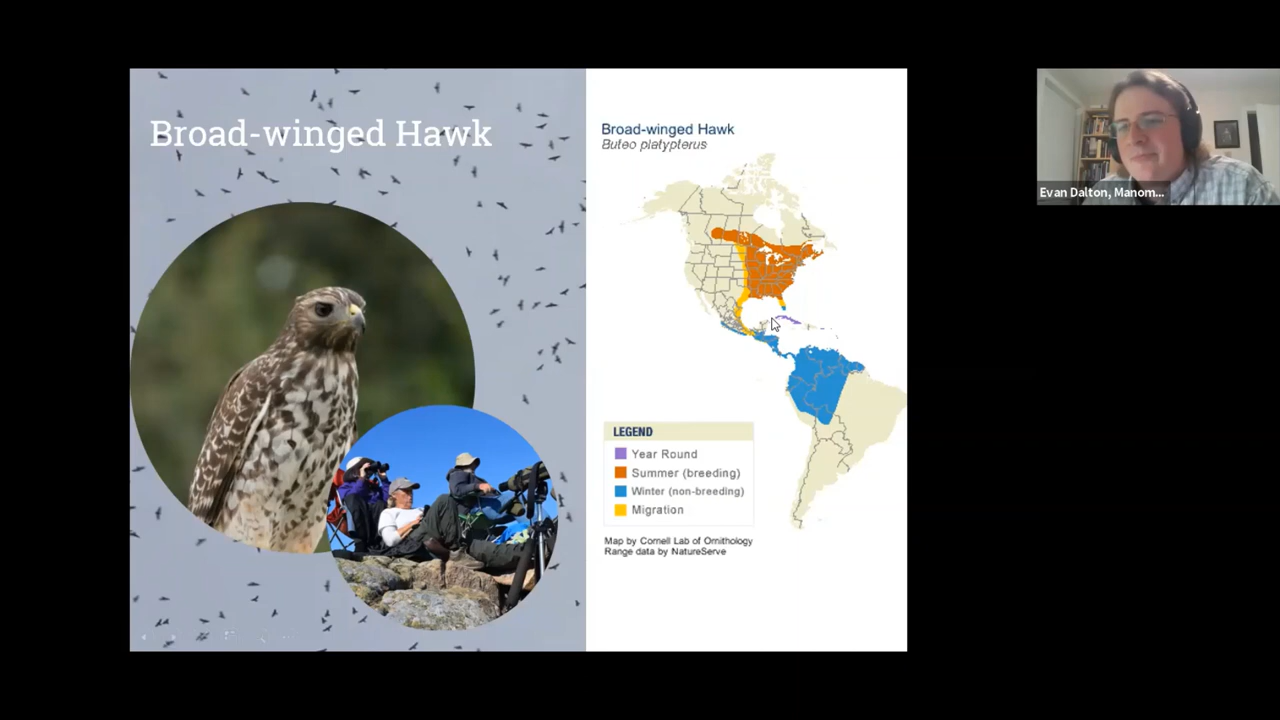 Broad-winged Hawk
Broad-winged Hawk
Buteo platypterus
LEGEND
Year Round
Summer (breeding)
Winter (non-breeding)
Migration
Map by Cornell Lab of Ornithology
Range data by NatureServe
Evan Dalton, Manom...